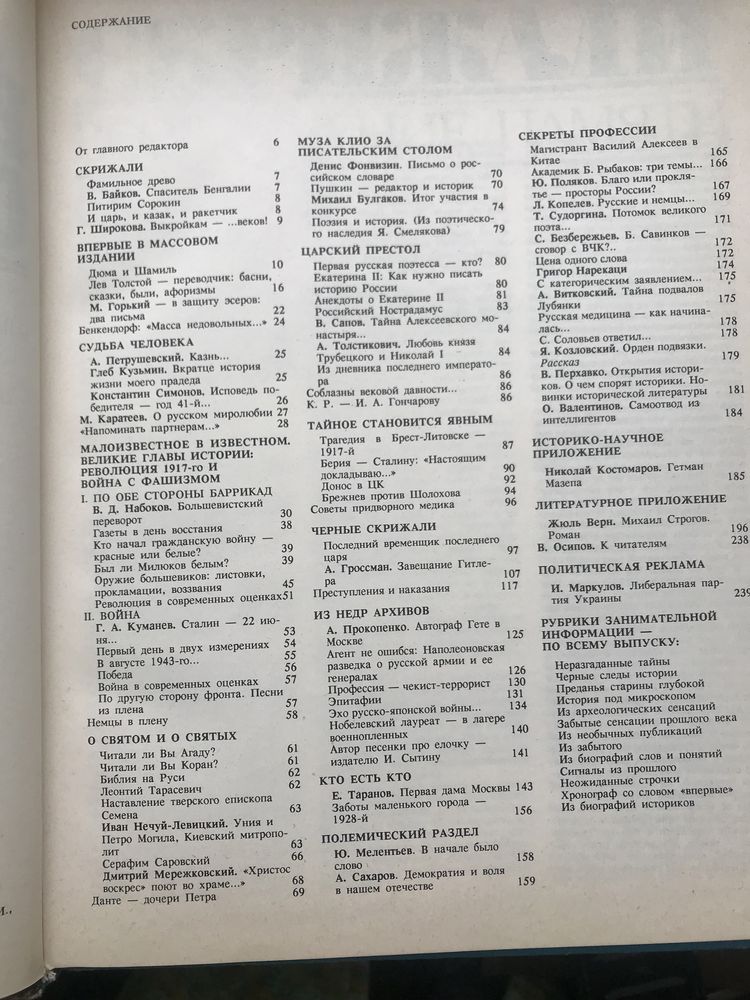 СОДЕРЖАНИЕ
От главного редактора 6
СКРИЖАЛИ
Фамильное древо 7
В. Байков. Спаситель Бенгалии 7
Питирим Сорокин 8
И царь, и казак, и ракетчик 8
Г. Широкова. Выкройкам — ...веков! 9
ВПЕРВЫЕ В МАССОВОМ
ИЗДАНИИ
Дюма и Шамиль 10
Лев Толстой — переводчик: басни,
сказки, были, афоризмы 16
М. Горький — в защиту эсеров:
два письма 22
Бенкендорф: «Масса недовольных...» 24
СУДЬБА ЧЕЛОВЕКА
А. Петрушевский. Казнь... 25
Глеб Кузьмин. Вкратце история
жизни моего прадеда 25
Константин Симонов. Исповедь по-
бедителя — год 41-й... 26
М. Каратеев. О русском миролюбии 27
«Напоминать партнерам...» 28
МАЛОИЗВЕСТНОЕ В ИЗВЕСТНОМ.
ВЕЛИКИЕ ГЛАВЫ ИСТОРИИ:
РЕВОЛЮЦИЯ 1917-го И
ВОЙНА С ФАШИЗМОМ
I. ПО ОБЕ СТОРОНЫ БАРРИКАД
В. Д. Набоков. Большевистский
переворот 30
Газеты в день восстания 38
Кто начал гражданскую войну —
красные или белые? 39
Был ли Милюков белым? 39
Оружие большевиков: листовки,
прокламации, воззвания 45
Революция в современных оценках 51
II. ВОЙНА
Г. А. Куманев. Сталин — 22 ию-
ня... 53
Первый день в двух измерениях 54
В августе 1943-го... 55
Победа 56
Война в современных оценках 57
По другую сторону фронта. Песни
из плена 57
Немцы в плену 58
О СВЯТОМ И О СВЯТЫХ
Читали ли Вы Агаду? 61
Читали ли Вы Коран? 61
Библия на Руси 62
Леонтий Тарасевич 62
Наставление тверского епископа
Семена 63
Иван Нечуй-Левицкий. Уния и
Петро Могила, Киевский митропо-
лит 63
Серафим Саровский 66
Дмитрий Мережковский. «Христос
воскрес» поют во храме...» 68
Данте — дочери Петра 69
МУЗА КЛИО ЗА
ПИСАТЕЛЬСКИМ СТОЛОМ
Денис Фонвизин. Письмо о рос-
сийском словаре 70
Пушкин — редактор и историк 70
Михаил Булгаков. Итог участия в
конкурсе 74
Поэзия и история. (Из поэтическо-
го наследия Я. Смелякова) 79
ЦАРСКИЙ ПРЕСТОЛ
Первая русская поэтесса — кто? 80
Екатерина II: Как нужно писать
историю России 80
Анекдоты о Екатерине II 81
Российский Нострадамус 83
В. Сапов. Тайна Алексеевского мо-
настыря... 84
А. Толстикович. Любовь князя
Трубецкого и Николай I 84
Из дневника последнего императо-
ра 86
Соблазны вековой давности... 86
К. Р. — И. А. Гончарову 86
ТАЙНОЕ СТАНОВИТСЯ ЯВНЫМ
Трагедия в Брест-Литовске —
1917-й 87
Берия — Сталину: «Настоящим
докладываю...» 90
Донос в ЦК 92
Брежнев против Шолохова 94
Советы придворного медика 96
ЧЕРНЫЕ СКРИЖАЛИ
Последний временщик последнего
царя 97
А. Гроссман. Завещание Гитле-
ра 107
Преступления и наказания 117
ИЗ НЕДР АРХИВОВ
А. Прокопенко. Автограф Гете в
Москве 125
Агент не ошибся: Наполеоновская
разведка о русской армии и ее
генералах 126
Профессия — чекист-террорист 130
Эпитафии 131
Эхо русско-японской войны... 134
Нобелевский лауреат — в лагере
военнопленных 140
Автор песенки про елочку —
издателю И. Сытину 141
КТО ЕСТЬ КТО
Е. Таранов. Первая дама Москвы 143
Заботы маленького города —
1928-й 156
ПОЛЕМИЧЕСКИЙ РАЗДЕЛ
Ю. Мелентьев. В начале было
слово 158
А. Сахаров. Демократия и воля
в нашем отечестве 159
СЕКРЕТЫ ПРОФЕССИИ
Магистрант Василий Алексеев в
Китае 165
Академик Б. Рыбаков: три темы... 166
Ю. Поляков. Благо или прокля-
тье — просторы России? 167
Л. Копелев. Русские и немцы... 169
Т. Судоргина. Потомок великого
поэта... 171
С. Безбережьев. Б. Савинков —
сговор с ВЧК?.. 172
Цена одного слова 172
Григор Нарекаци 174
С категорическим заявлением... 175
А. Витковский. Тайна подвалов
Лубянки 175
Русская медицина — как начина-
лась... 178
С. Соловьев ответил... 178
Я. Козловский. Орден подвязки.
Рассказ 179
В. Перхавко. Открытия истори-
ков. О чем спорят историки. Но-
винки исторической литературы 181
О. Валентинов. Самоотвод из
интеллигентов 184
ИСТОРИКО-НАУЧНОЕ
ПРИЛОЖЕНИЕ
Николай Костомаров. Гетман
Мазепа 185
ЛИТЕРАТУРНОЕ ПРИЛОЖЕНИЕ
Жюль Верн. Михаил Строгов.
Роман 196
В. Осипов. К читателям 238
ПОЛИТИЧЕСКАЯ РЕКЛАМА
И. Маркулов. Либеральная пар-
тия Украины 239
РУБРИКИ ЗАНИМАТЕЛЬНОЙ
ИНФОРМАЦИИ —
ПО ВСЕМУ ВЫПУСКУ:
Неразгаданные тайны
Черные следы истории
Преданья старины глубокой
История под микроскопом
Из археологических сенсаций
Забытые сенсации прошлого века
Из необычных публикаций
Из забытого
Из биографий слов и понятий
Сигналы из прошлого
Неожиданные строчки
Хронограф со словом «впервые»
Из биографий историков